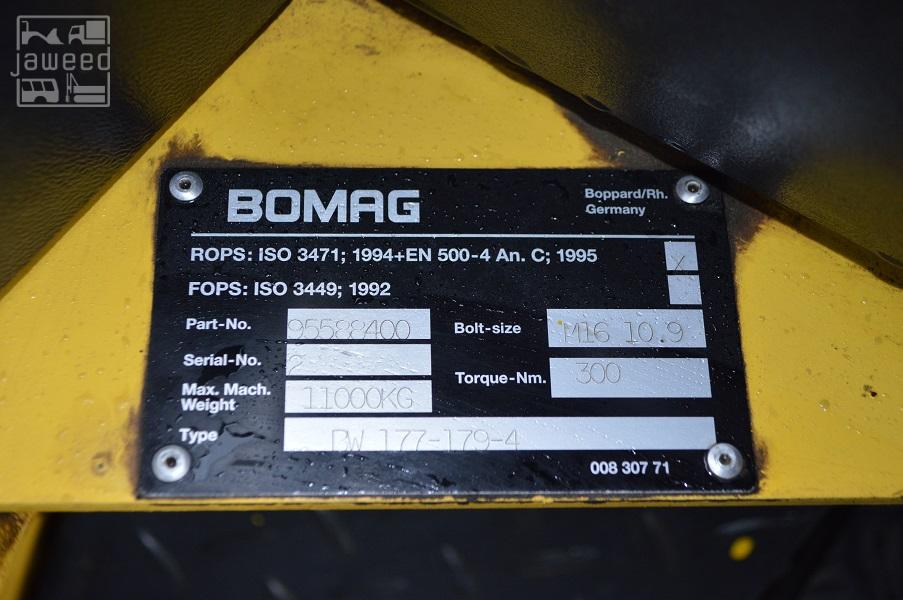 jaweed
BOMAG
Boppard/Rh.
Germany
ROPS: ISO 3471; 1994+EN 500-4 An. C; 1995 X
FOPS: ISO 3449; 1992
Part-No. 95588400
Bolt-size M16 10.9
Serial-No. 2
Torque-Nm. 300
Max. Mach.
Weight 11000KG
Type BW 177-179-4
008 307 71